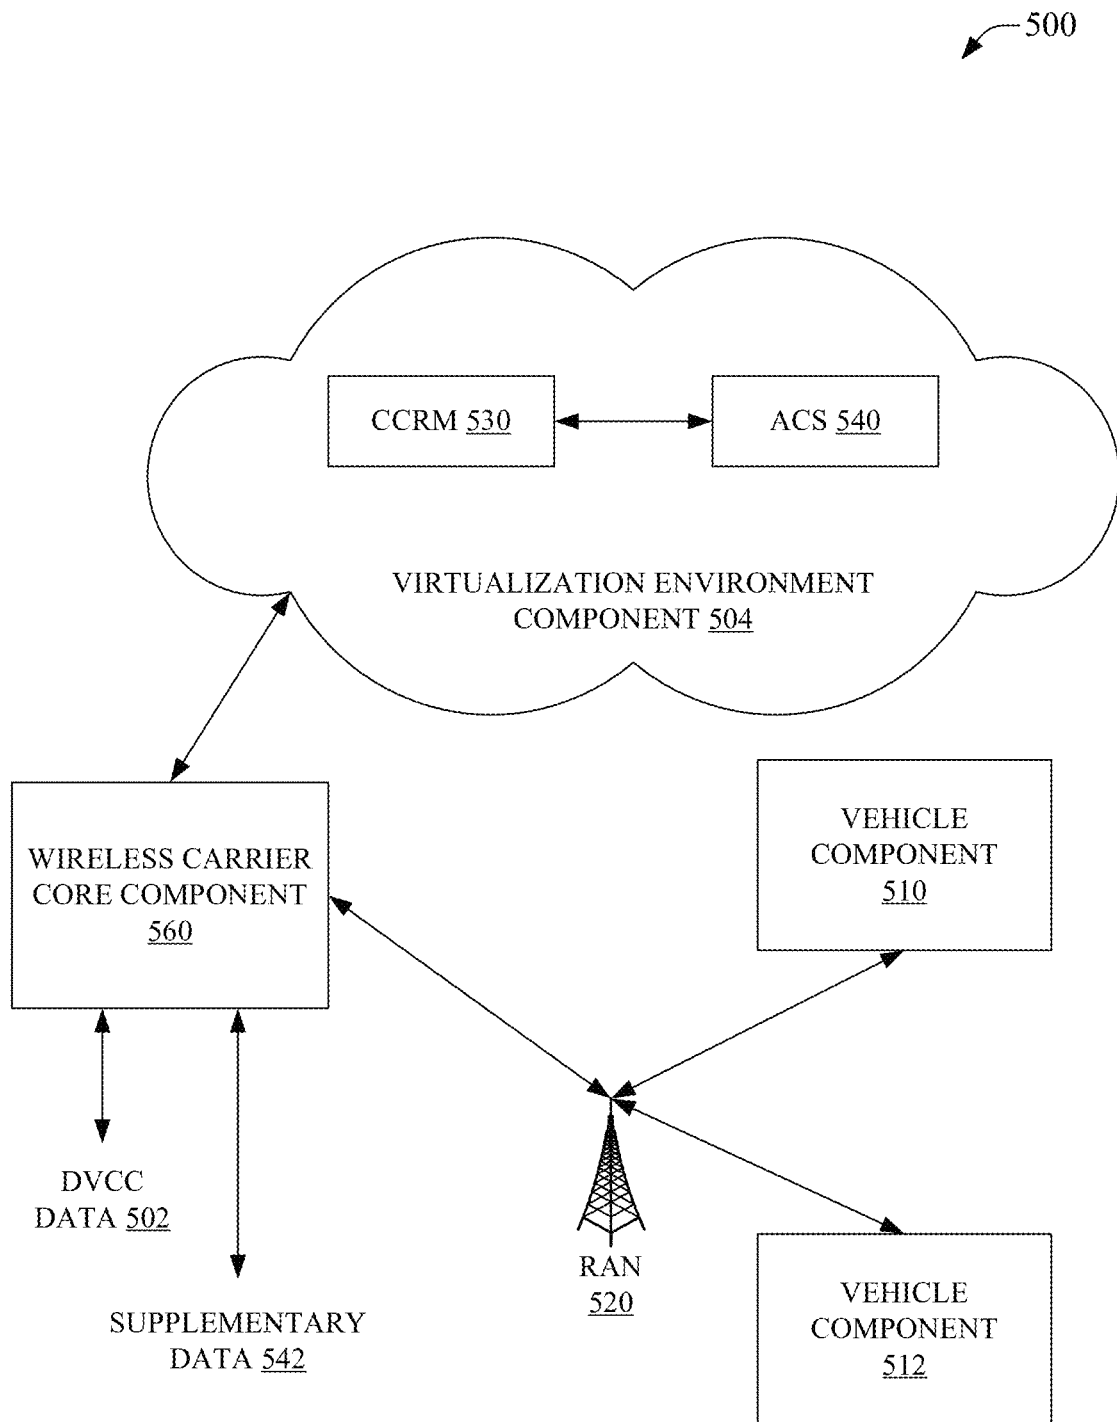 500
CCRM 530
ACS 540
VIRTUALIZATION ENVIRONMENT
COMPONENT 504
WIRELESS CARRIER
CORE COMPONENT
560
VEHICLE
COMPONENT
510
DVCC
DATA 502
SUPPLEMENTARY
DATA 542
RAN
520
VEHICLE
COMPONENT
512